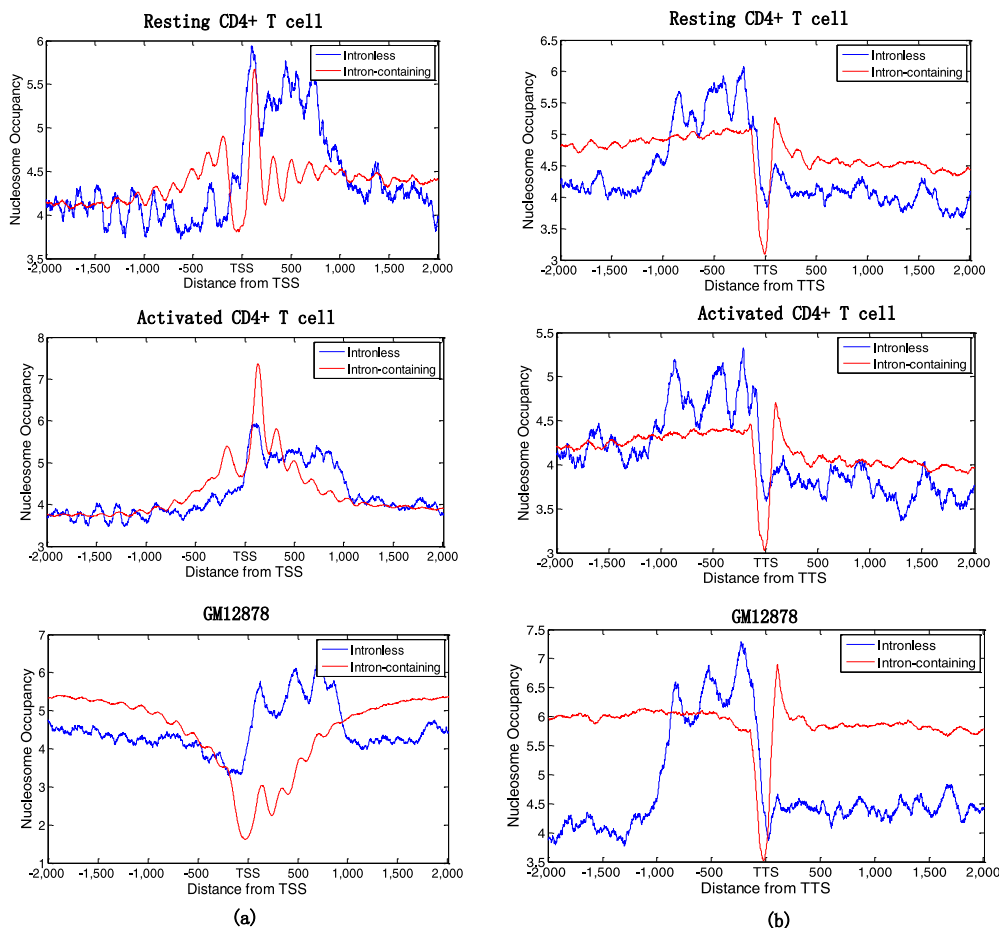 Resting CD4+ T cell
6
5.5
5
4.5
4
3.5
Nucleosome Occupancy
Intronless
Intron-containing
-2,000 -1,500 -1,000 -500 TSS 500 1,000 1,500 2,000
Distance from TSS
Resting CD4+ T cell
6.5
6
5.5
5
4.5
4
3.5
3
Nucleosome Occupancy
Intronless
Intron-containing
-2,000 -1,500 -1,000 -500 TTS 500 1,000 1,500 2,000
Distance from TTS
Activated CD4+ T cell
8
7
6
5
4
3
Nucleosome Occupancy
Intronless
Intron-containing
-2,000 -1,500 -1,000 -500 TSS 500 1,000 1,500 2,000
Distance from TSS
Activated CD4+ T cell
5.5
5
4.5
4
3.5
3
Nucleosome Occupancy
Intronless
Intron-containing
-2,000 -1,500 -1,000 -500 TTS 500 1,000 1,500 2,000
Distance from TTS
GM12878
7
6
5
4
3
2
1
Nucleosome Occupancy
Intronless
Intron-containing
-2,000 -1,500 -1,000 -500 TSS 500 1,000 1,500 2,000
Distance from TSS
(a)
GM12878
7.5
7
6.5
6
5.5
5
4.5
4
3.5
Nucleosome Occupancy
Intronless
Intron-containing
-2,000 -1,500 -1,000 -500 TTS 500 1,000 1,500 2,000
Distance from TTS
(b)